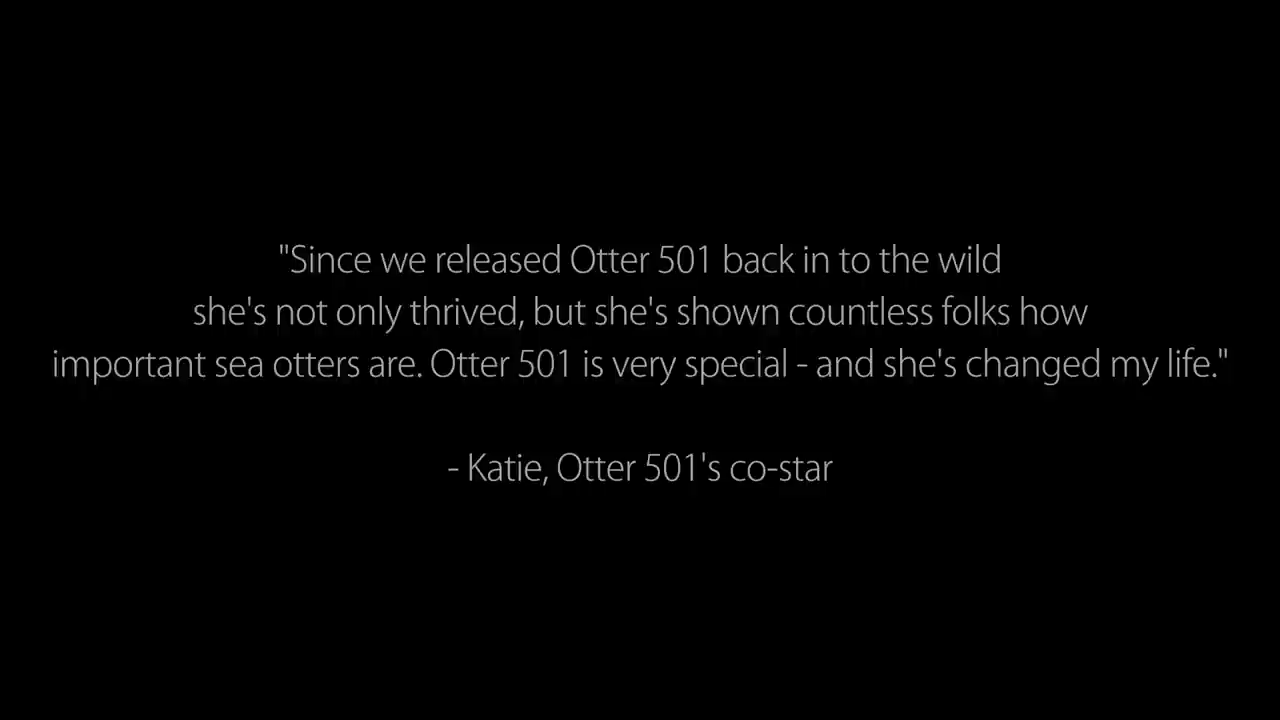 "Since we released Otter 501 back in to the wild
she's not only thrived, but she's shown countless folks how
important sea otters are. Otter 501 is very special - and she's changed my life."
- Katie, Otter 501's co-star